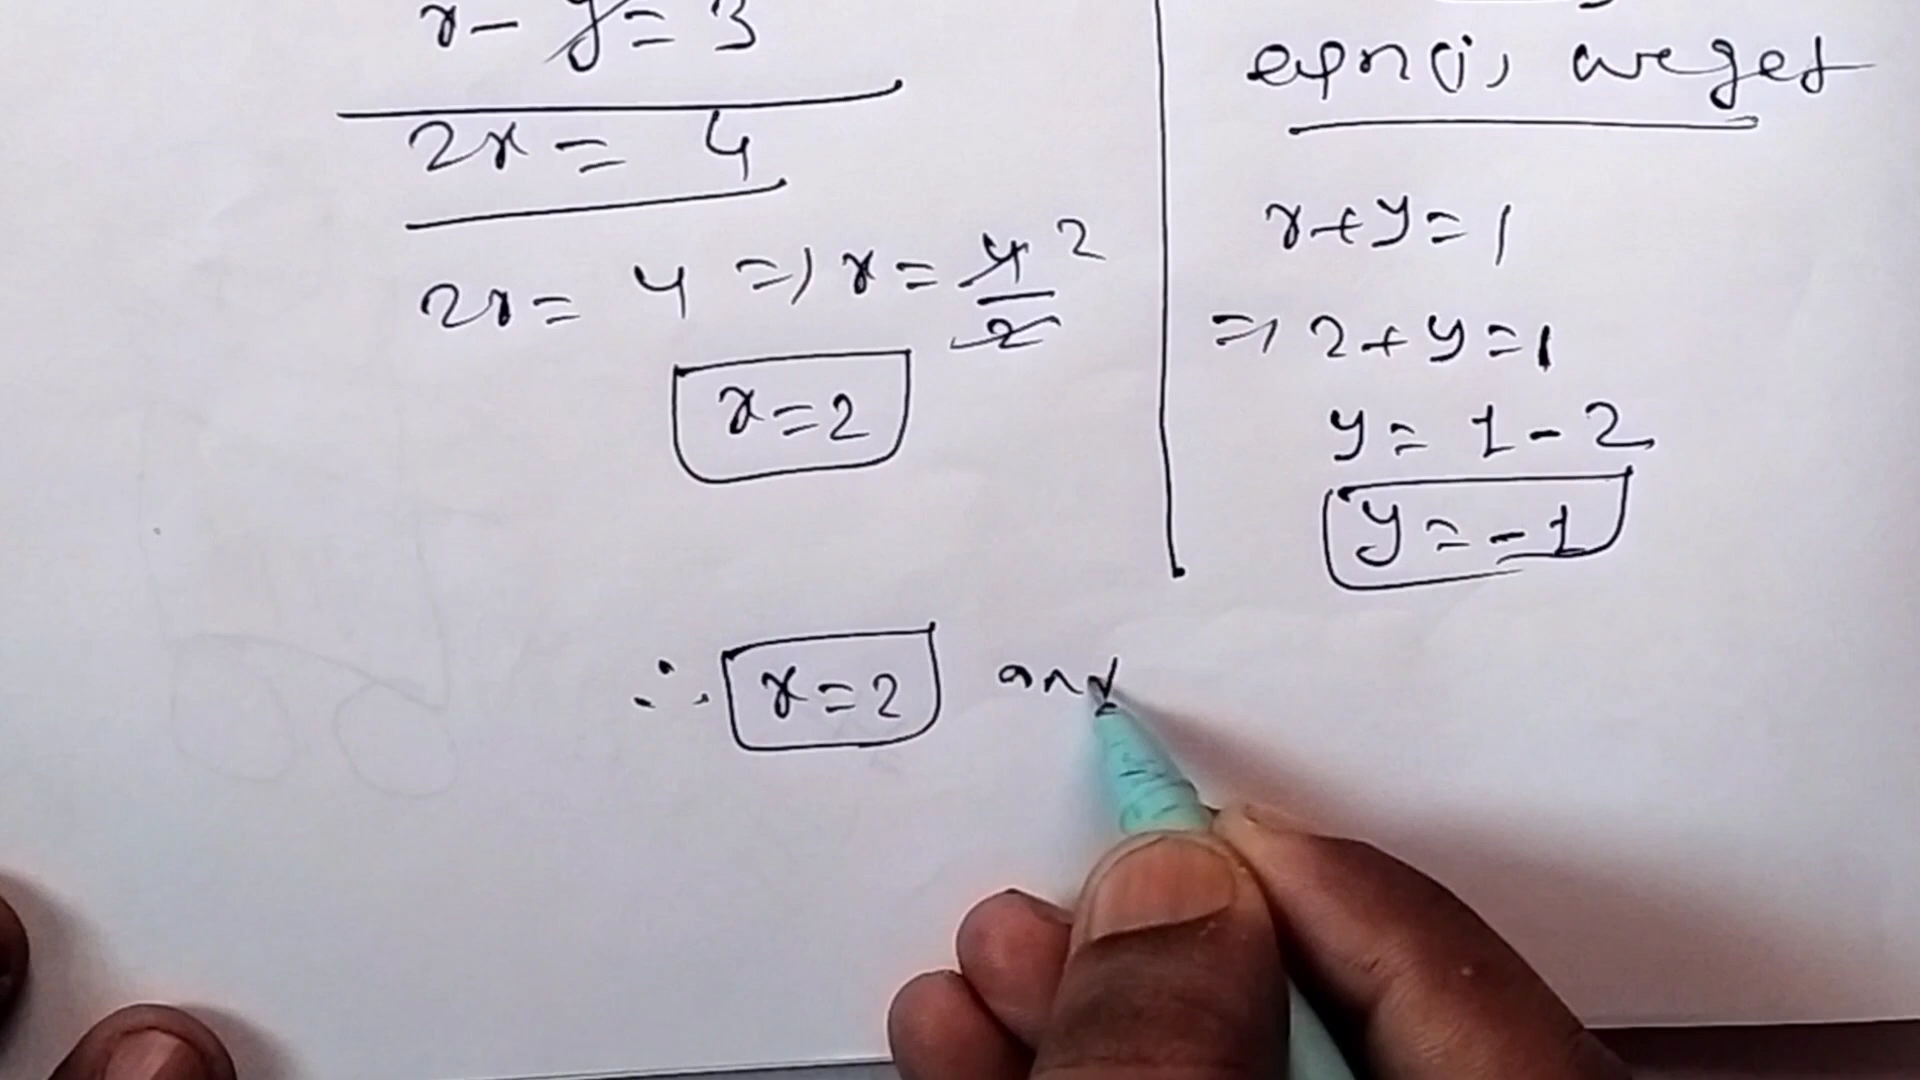 x - y = 3
2x = 4
2x = 4 => x = 4/2 2
x = 2
eqn (i), we get
x + y = 1
=> 2 + y = 1
y = 1 - 2
y = -1
∴ x = 2 and